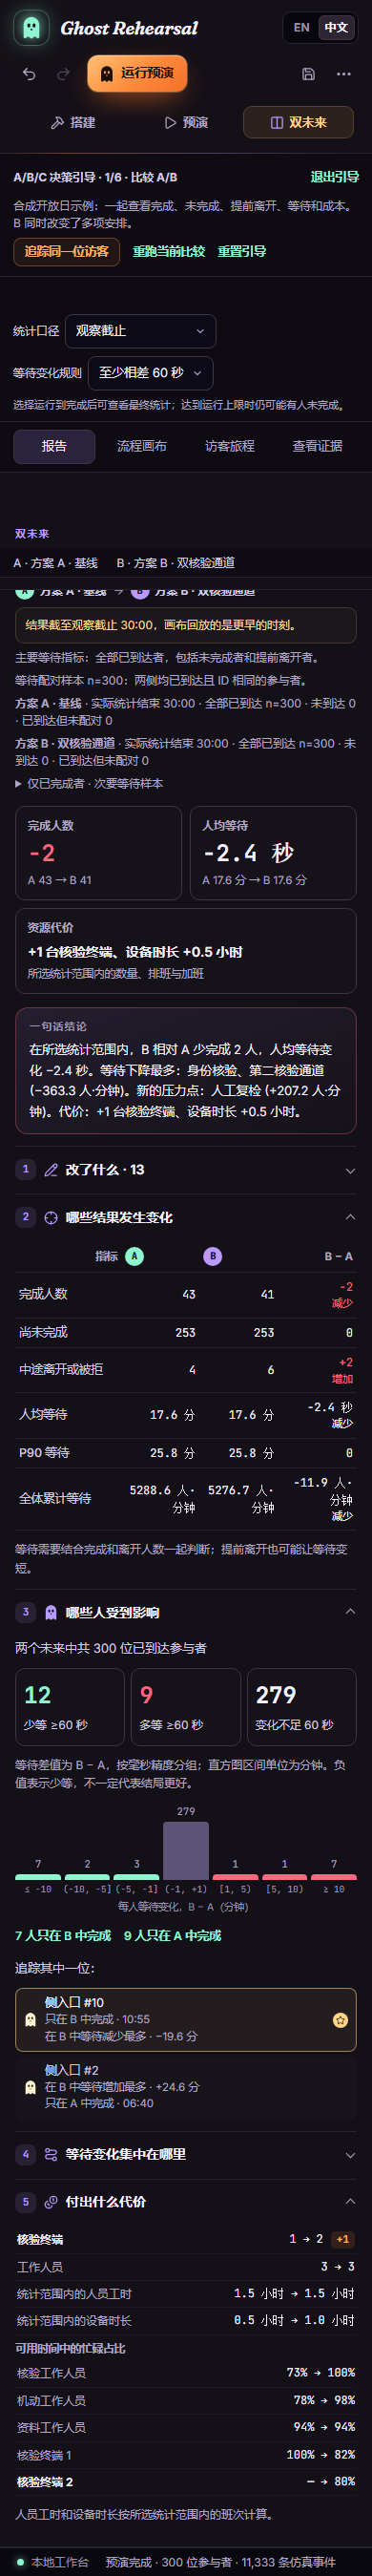 Ghost Rehearsal
EN 中文
运行预演
搭建 预演 双未来
A/B/C 决策引导 · 1/6 · 比较 A/B 退出引导
合成开放日示例：一起查看完成、未完成、提前离开、等待和成本。
B 同时改变了多项安排。
追踪同一位访客 重跑当前比较 重置引导
统计口径 观察截止
等待变化规则 至少相差 60 秒
选择运行到完成后可查看最终统计；达到运行上限时仍可能有人未完成。
报告 流程画布 访客旅程 查看证据
双未来
A · 方案 A · 基线 B · 方案 B · 双核验通道
A 方案 A · 基线 → B 方案 B · 双核验通道
结果截至观察截止 30:00，画布回放的是更早的时刻。
主要等待指标：全部已到达者，包括未完成者和提前离开者。
等待配对样本 n=300：两侧均已到达且 ID 相同的参与者。
方案 A · 基线 · 实际统计结束 30:00 · 全部已到达 n=300 · 未到达 0
· 已到达但未配对 0
方案 B · 双核验通道 · 实际统计结束 30:00 · 全部已到达 n=300 · 未
到达 0 · 已到达但未配对 0
▶ 仅已完成者 · 次要等待样本
完成人数
-2
A 43 → B 41
人均等待
-2.4 秒
A 17.6 分 → B 17.6 分
资源代价
+1 台核验终端、设备时长 +0.5 小时
所选统计范围内的数量、排班与加班
一句话结论
在所选统计范围内，B 相对 A 少完成 2 人，人均等待变
化 -2.4 秒。等待下降最多：身份核验、第二核验通道
(−363.3 人·分钟)。新的压力点：人工复检 (+207.2 人·分
钟)。代价：+1 台核验终端、设备时长 +0.5 小时。
1 改了什么 · 13
2 哪些结果发生变化
指标 A B B − A
完成人数 43 41 -2
减少
尚未完成 253 253 0
中途离开或被拒 4 6 +2
增加
人均等待 17.6 分 17.6 分 -2.4 秒
减少
P90 等待 25.8 分 25.8 分 0
全体累计等待 5288.6 人·分钟 5276.7 人·分钟 -11.9 人·分钟
减少
等待需要结合完成和离开人数一起判断；提前离开也可能让等待变
短。
3 哪些人受到影响
两个未来中共 300 位已到达参与者
12
少等 ≥60 秒
9
多等 ≥60 秒
279
变化不足 60 秒
等待差值为 B − A，按毫秒精度分组；直方图区间单位为分钟。负
值表示少等，不一定代表结局更好。
7 2 3 279 1 1 7
≤ -10 (-10, -5] (-5, -1] (-1, +1) [1, 5) [5, 10) ≥ 10
每人等待变化，B − A（分钟）
7 人只在 B 中完成 9 人只在 A 中完成
追踪其中一位：
侧入口 #10
只在 B 中完成 · 10:55
在 B 中等待减少最多 · −19.6 分
侧入口 #2
在 B 中等待增加最多 · +24.6 分
只在 A 中完成 · 06:40
4 等待变化集中在哪里
5 付出什么代价
核验终端 1 → 2 +1
工作人员 3 → 3
统计范围内的人员工时 1.5 小时 → 1.5 小时
统计范围内的设备时长 0.5 小时 → 1.0 小时
可用时间中的忙碌占比
核验工作人员 73% → 100%
机动工作人员 78% → 98%
资料工作人员 94% → 94%
核验终端 1 100% → 82%
核验终端 2 — → 80%
人员工时和设备时长按所选统计范围内的班次计算。
本地工作台 预演完成 · 300 位参与者 · 11,333 条仿真事件